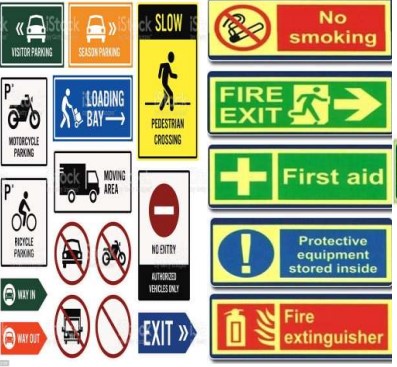 VISITOR PARKING
SEASON PARKING
SLOW
PEDESTRIAN
CROSSING
P
MOTORCYCLE
PARKING
LOADING
BAY
MOVING
AREA
P
BICYCLE
PARKING
NO ENTRY
AUTHORIZED
VEHICLES ONLY
WAY IN
WAY OUT
EXIT
No
smoking
FIRE
EXIT
First aid
Protective
equipment
stored inside
Fire
extinguisher